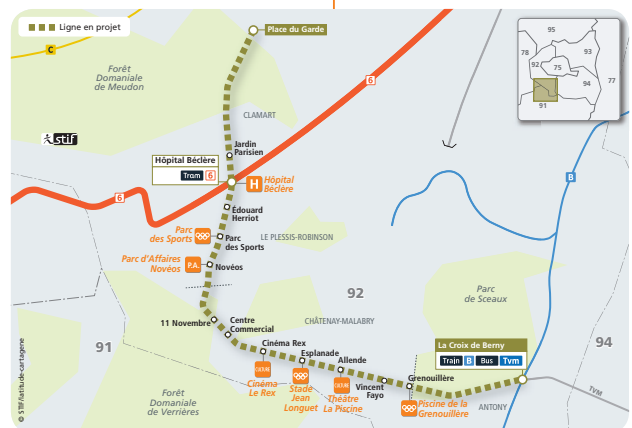 Ligne en projet
Place du Garde
C
Forêt
Domaniale
de Meudon
6
CLAMART
stif
Jardin
Parisien
Hôpital Béclère
Tram 6
H
Hôpital
Béclère
6
Édouard
Herriot
Parc
des Sports
Parc
des Sports
LE PLESSIS-ROBINSON
Parc d'Affaires
Novéos
P.A.
Novéos
B
95
78
93
92
75
94
77
91
92
Parc
de Sceaux
11 Novembre
Centre
Commercial
CHÂTENAY-MALABRY
91
94
Cinéma Rex
Esplanade
Allende
Vincent
Fayo
Grenouillère
La Croix de Berny
Train B Bus Tvm
Cinéma
Le Rex
Stade
Jean
Longuet
Théâtre
La Piscine
Piscine de la
Grenouillère
ANTONY
TVM
Forêt
Domaniale
de Verrières
© STIF/latitude-cartagene